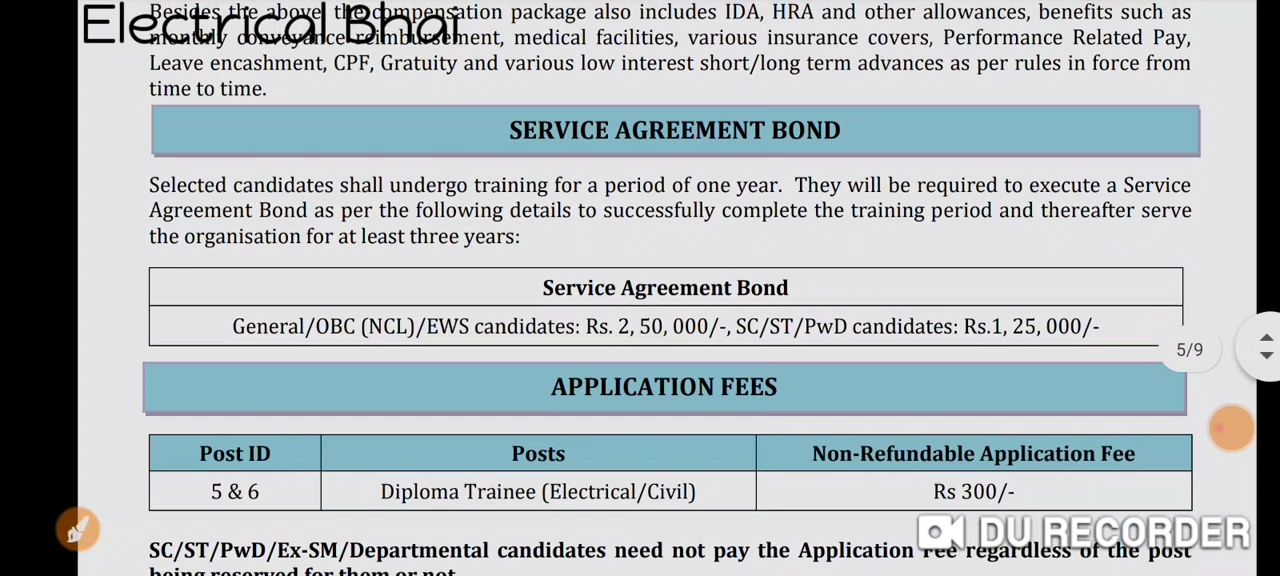 Electrical Bhai
Besides the above, the compensation package also includes IDA, HRA and other allowances, benefits such as
monthly conveyance reimbursement, medical facilities, various insurance covers, Performance Related Pay,
Leave encashment, CPF, Gratuity and various low interest short/long term advances as per rules in force from
time to time.
SERVICE AGREEMENT BOND
Selected candidates shall undergo training for a period of one year. They will be required to execute a Service
Agreement Bond as per the following details to successfully complete the training period and thereafter serve
the organisation for at least three years:
Service Agreement Bond
General/OBC (NCL)/EWS candidates: Rs. 2, 50, 000/-, SC/ST/PwD candidates: Rs.1, 25, 000/-
5/9
APPLICATION FEES
Post ID Posts Non-Refundable Application Fee
5 & 6 Diploma Trainee (Electrical/Civil) Rs 300/-
DU RECORDER
SC/ST/PwD/Ex-SM/Departmental candidates need not pay the Application Fee regardless of the post
being reserved for them or not